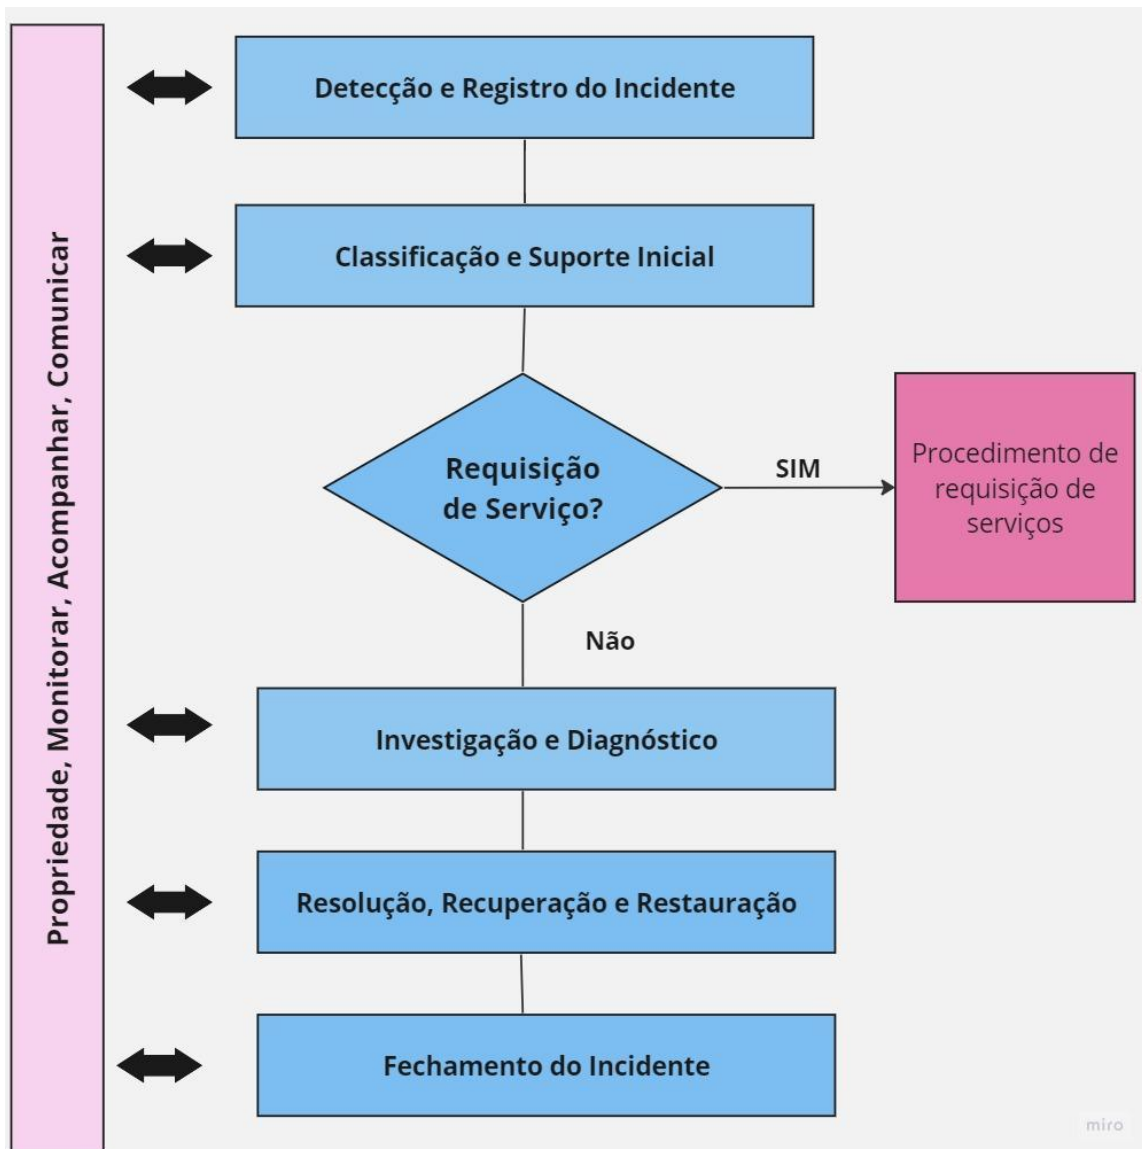 Propriedade, Monitorar, Acompanhar, Comunicar
Detecção e Registro do Incidente
Classificação e Suporte Inicial
Requisição
de Serviço?
SIM
Procedimento de
requisição de
serviços
Não
Investigação e Diagnóstico
Resolução, Recuperação e Restauração
Fechamento do Incidente
miro